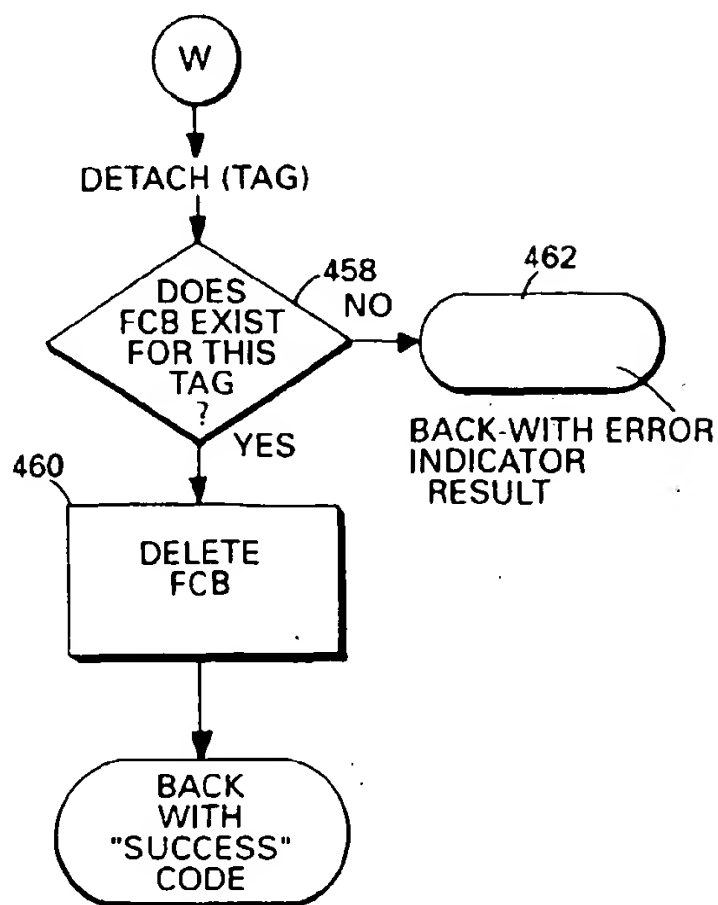 W
DETACH (TAG)
458
DOES
FCB EXIST
FOR THIS
TAG
?
NO
462
BACK-WITH ERROR
INDICATOR
RESULT
YES
460
DELETE
FCB
BACK
WITH
"SUCCESS"
CODE